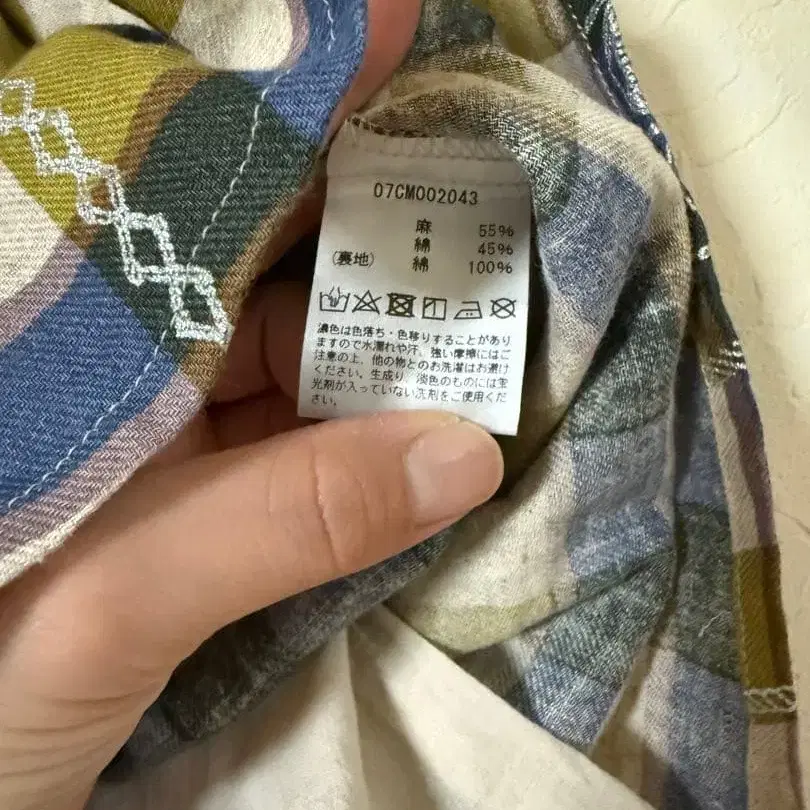 07CM002043
麻 55%
綿 45%
(裏地) 綿 100%
濃色は色落ち・色移りすることがあり
ますので水濡れや汗、強い摩擦にはご
注意の上、他の物とのお洗濯はお避け
ください。生成り、淡色のものには蛍
光剤が入っていない洗剤をご使用くだ
さい。